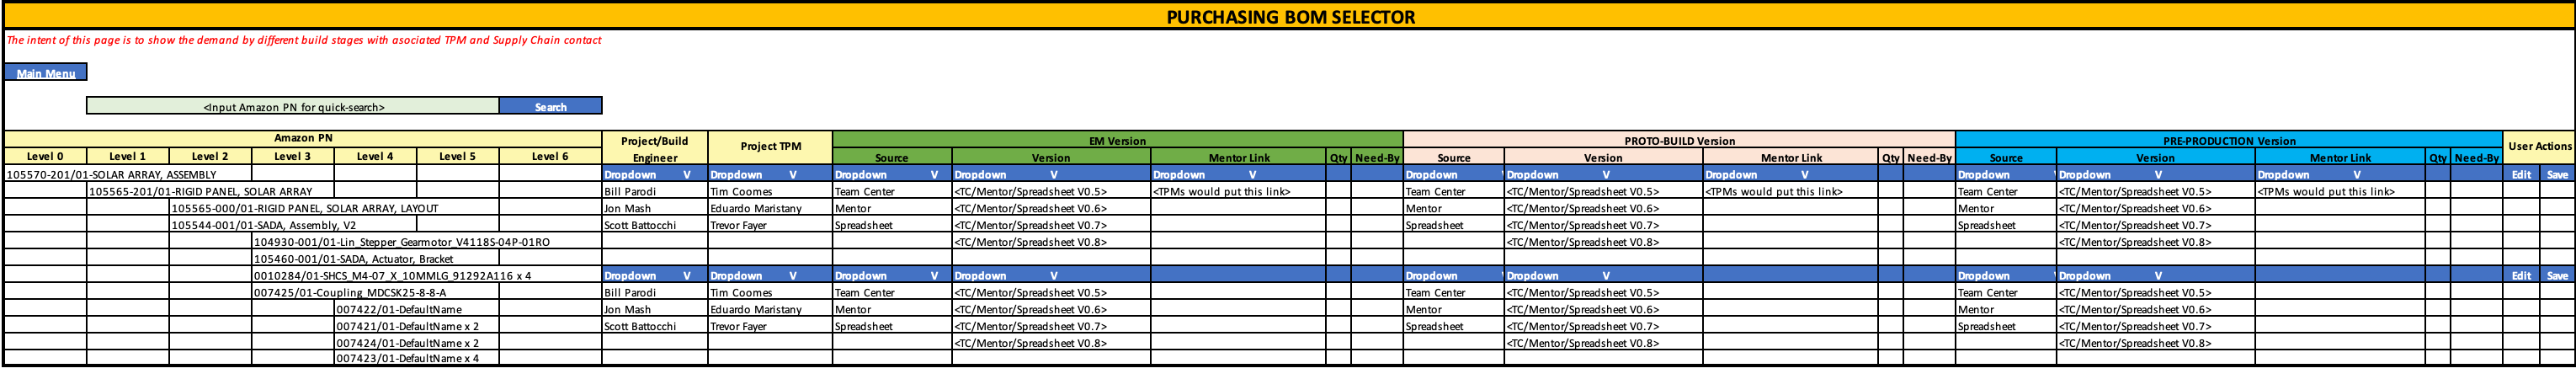 PURCHASING BOM SELECTOR
The intent of this page is to show the demand by different build stages with asociated TPM and Supply Chain contact
Main Menu
<Input Amazon PN for quick-search> Search
Amazon PN Project/Build Engineer Project TPM EM Version PROTO-BUILD Version PRE-PRODUCTION Version User Actions
Level 0 Level 1 Level 2 Level 3 Level 4 Level 5 Level 6 Source Version Mentor Link Qty Need-By Source Version Mentor Link Qty Need-By Source Version Mentor Link Qty Need-By
105570-201/01-SOLAR ARRAY, ASSEMBLY Dropdown V Dropdown V Dropdown V Dropdown V Dropdown V Dropdown Dropdown V Dropdown V Dropdown Dropdown V Dropdown V Edit Save
105565-201/01-RIGID PANEL, SOLAR ARRAY Bill Parodi Tim Coomes Team Center <TC/Mentor/Spreadsheet V0.5> <TPMs would put this link> Team Center <TC/Mentor/Spreadsheet V0.5> <TPMs would put this link> Team Center <TC/Mentor/Spreadsheet V0.5> <TPMs would put this link>
105565-000/01-RIGID PANEL, SOLAR ARRAY, LAYOUT Jon Mash Eduardo Maristany Mentor <TC/Mentor/Spreadsheet V0.6> Mentor <TC/Mentor/Spreadsheet V0.6> Mentor <TC/Mentor/Spreadsheet V0.6>
105544-001/01-SADA, Assembly, V2 Scott Battocchi Trevor Fayer Spreadsheet <TC/Mentor/Spreadsheet V0.7> Spreadsheet <TC/Mentor/Spreadsheet V0.7> Spreadsheet <TC/Mentor/Spreadsheet V0.7>
104930-001/01-Lin_Stepper_Gearmotor_V4118S-04P-01RO <TC/Mentor/Spreadsheet V0.8> <TC/Mentor/Spreadsheet V0.8> <TC/Mentor/Spreadsheet V0.8>
105460-001/01-SADA, Actuator, Bracket
0010284/01-SHCS_M4-07_X_10MMLG_91292A116 x 4 Dropdown V Dropdown V Dropdown V Dropdown V Dropdown Dropdown V Dropdown Dropdown V Edit Save
007425/01-Coupling_MDCSK25-8-8-A Bill Parodi Tim Coomes Team Center <TC/Mentor/Spreadsheet V0.5> Team Center <TC/Mentor/Spreadsheet V0.5> Team Center <TC/Mentor/Spreadsheet V0.5>
007422/01-DefaultName Jon Mash Eduardo Maristany Mentor <TC/Mentor/Spreadsheet V0.6> Mentor <TC/Mentor/Spreadsheet V0.6> Mentor <TC/Mentor/Spreadsheet V0.6>
007421/01-DefaultName x 2 Scott Battocchi Trevor Fayer Spreadsheet <TC/Mentor/Spreadsheet V0.7> Spreadsheet <TC/Mentor/Spreadsheet V0.7> Spreadsheet <TC/Mentor/Spreadsheet V0.7>
007424/01-DefaultName x 2 <TC/Mentor/Spreadsheet V0.8> <TC/Mentor/Spreadsheet V0.8> <TC/Mentor/Spreadsheet V0.8>
007423/01-DefaultName x 4